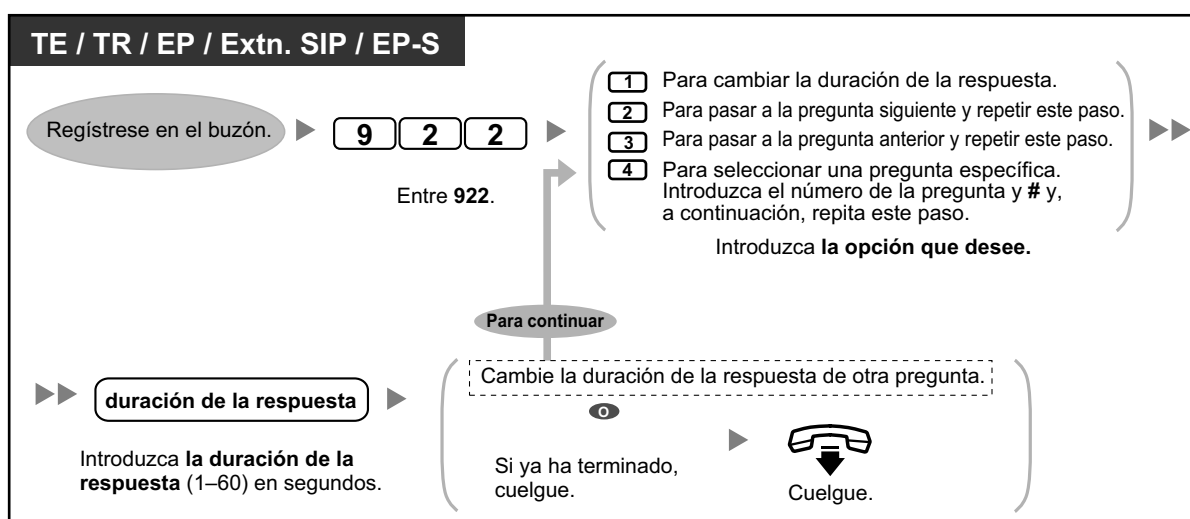 TE / TR / EP / Extn. SIP / EP-S
Regístrese en el buzón.
9 2 2
Entre 922.
1 Para cambiar la duración de la respuesta.
2 Para pasar a la pregunta siguiente y repetir este paso.
3 Para pasar a la pregunta anterior y repetir este paso.
4 Para seleccionar una pregunta específica.
Introduzca el número de la pregunta y # y,
a continuación, repita este paso.
Introduzca la opción que desee.
Para continuar
duración de la respuesta
Introduzca la duración de la
respuesta (1–60) en segundos.
Cambie la duración de la respuesta de otra pregunta.
O
Si ya ha terminado,
cuelgue.
Cuelgue.